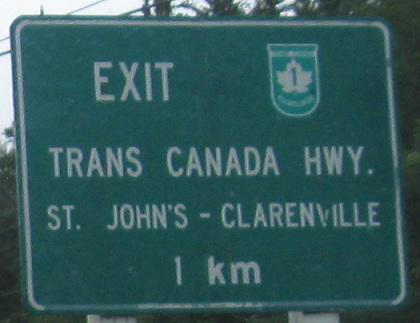 EXIT 1
TRANS CANADA HWY.
ST. JOHN'S - CLARENVILLE
1 km